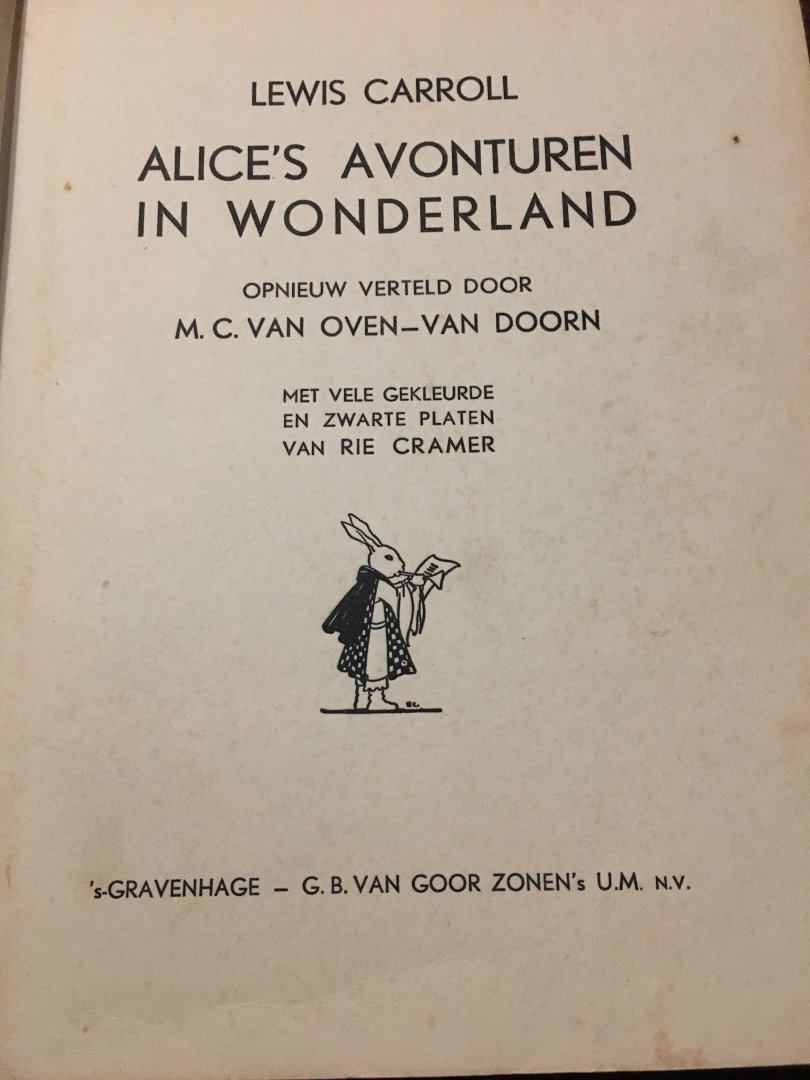 LEWIS CARROLL
ALICE'S AVONTUREN
IN WONDERLAND
OPNIEUW VERTELD DOOR
M. C. VAN OVEN—VAN DOORN
MET VELE GEKLEURDE
EN ZWARTE PLATEN
VAN RIE CRAMER
's-GRAVENHAGE — G. B. VAN GOOR ZONEN's U.M. N.V.